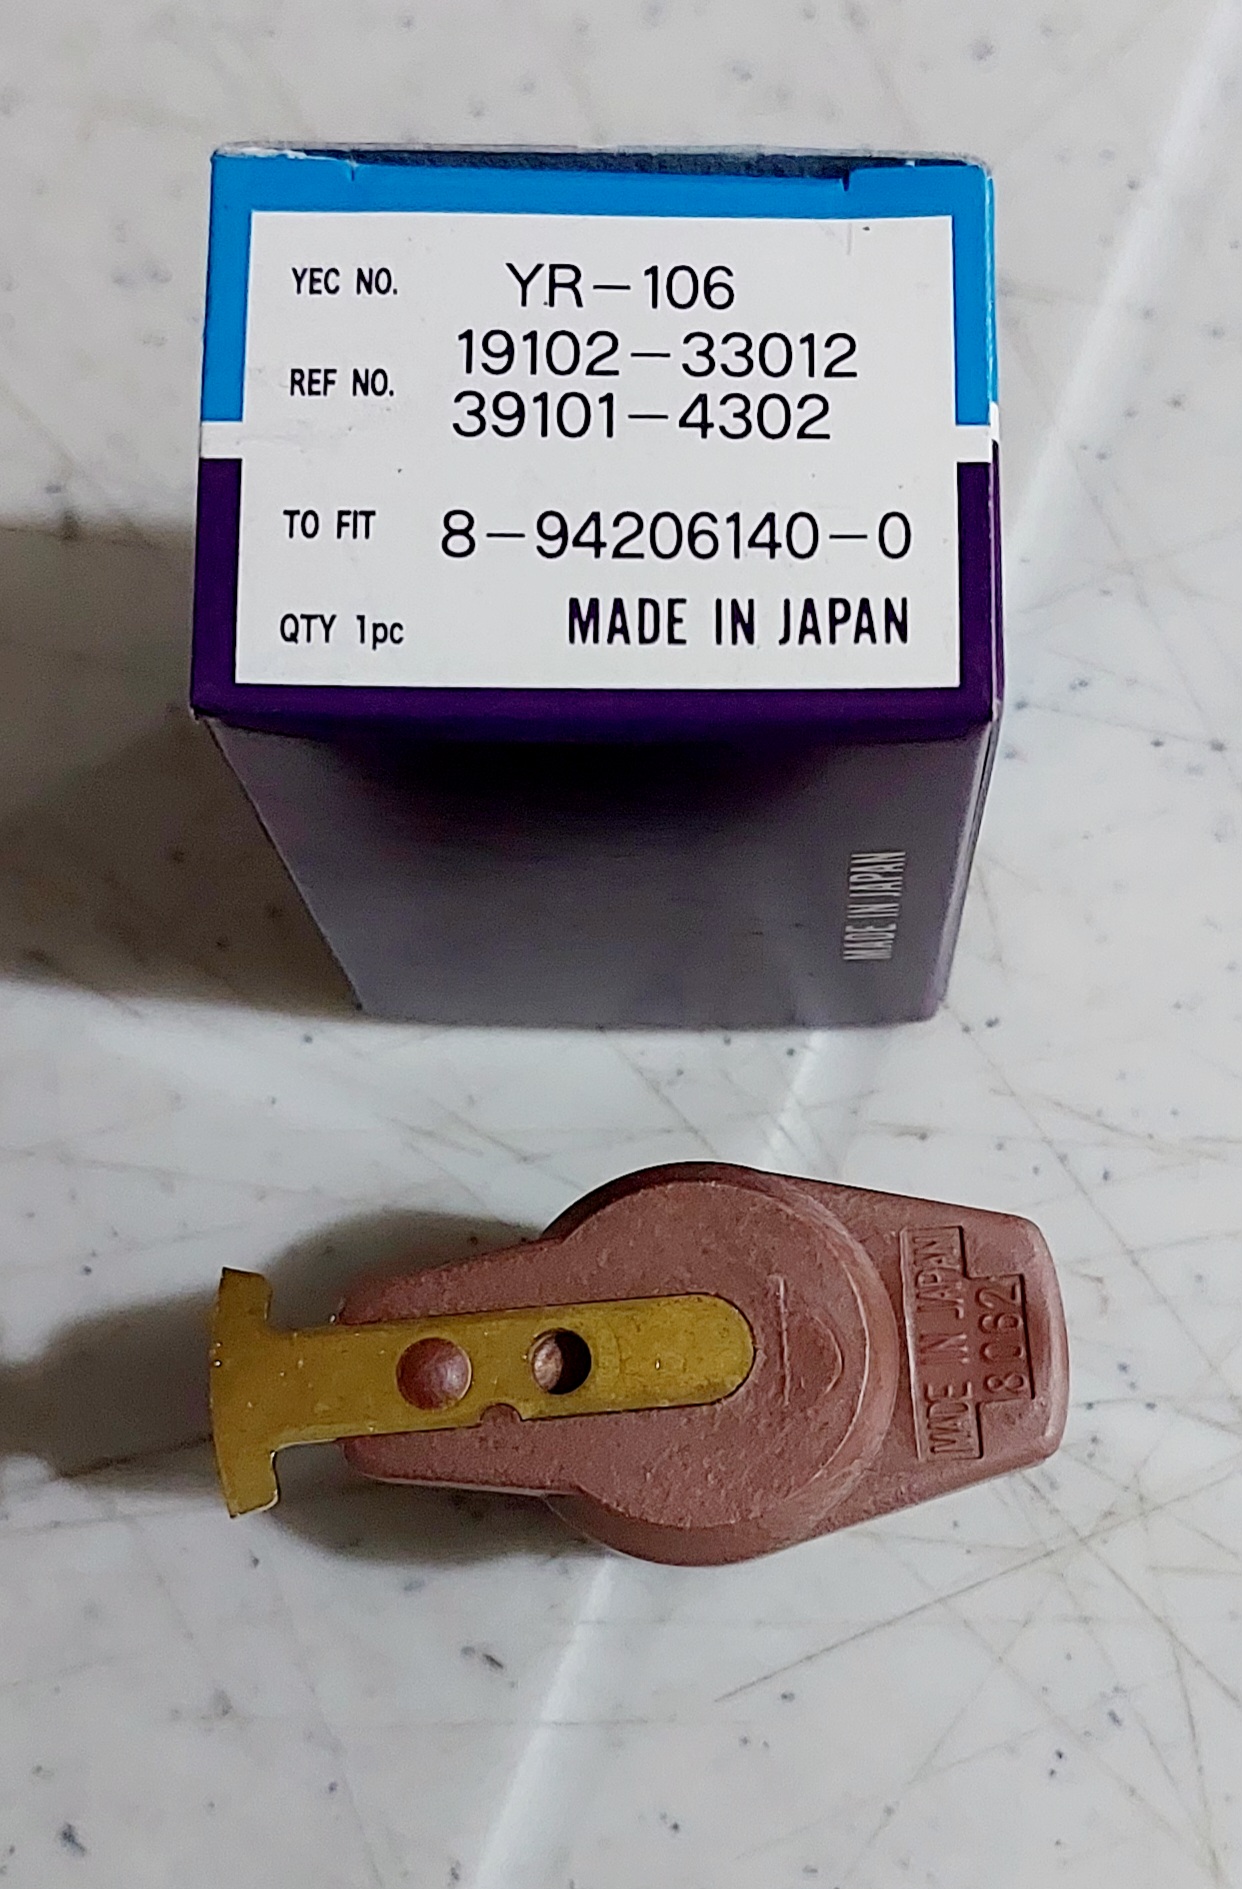 YEC NO. YR-106
REF NO. 19102-33012
39101-4302
TO FIT 8-94206140-0
QTY 1pc MADE IN JAPAN
MADE IN JAPAN
MADE IN JAPAN
8062